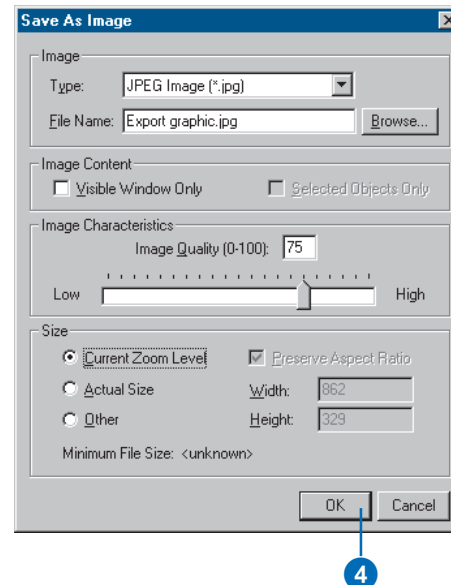 Save As Image
Image
Type: JPEG Image (*.jpg)
File Name: Export graphic.jpg Browse...
Image Content
Visible Window Only Selected Objects Only
Image Characteristics
Image Quality (0-100): 75
Low High
Size
Current Zoom Level Preserve Aspect Ratio
Actual Size Width: 862
Other Height: 329
Minimum File Size: <unknown>
OK Cancel
4